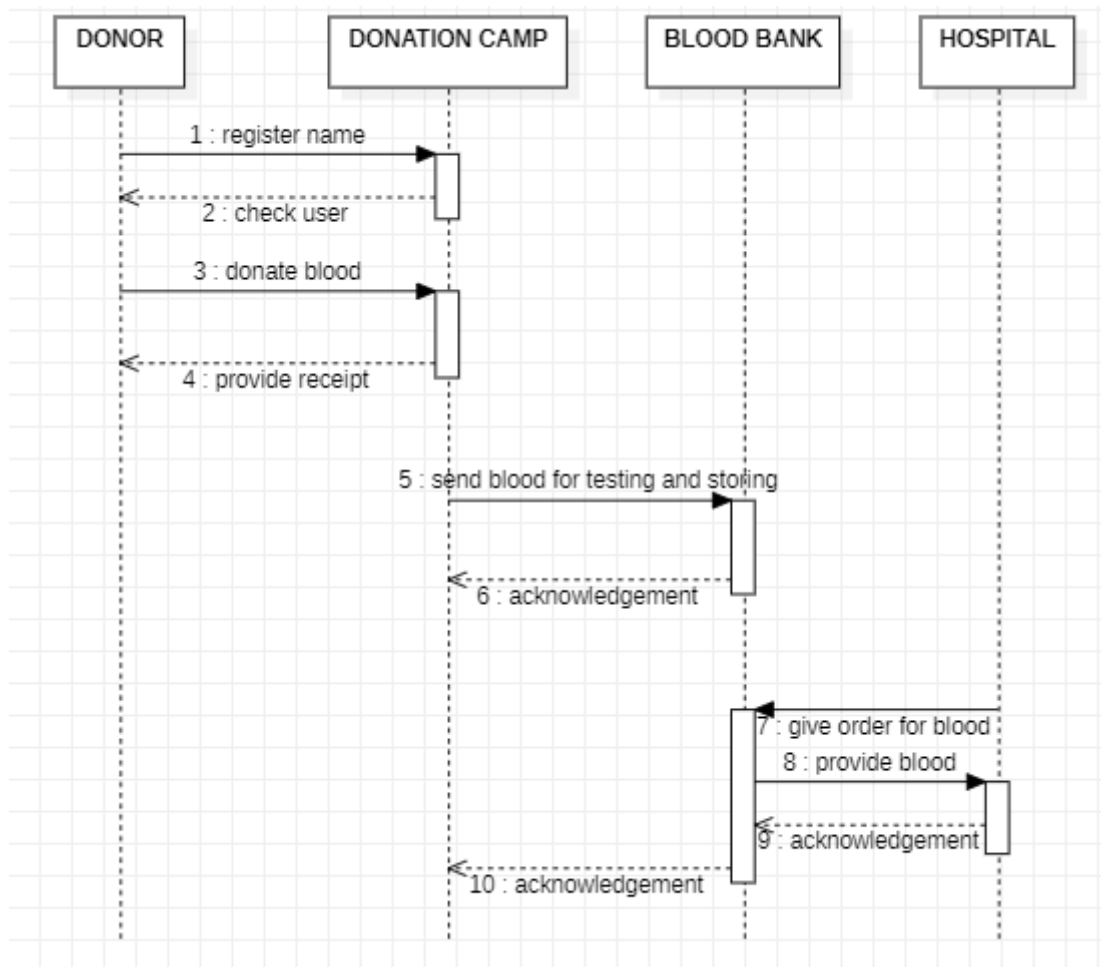 DONOR
DONATION CAMP
BLOOD BANK
HOSPITAL
1 : register name
2 : check user
3 : donate blood
4 : provide receipt
5 : send blood for testing and storing
6 : acknowledgement
7 : give order for blood
8 : provide blood
9 : acknowledgement
10 : acknowledgement